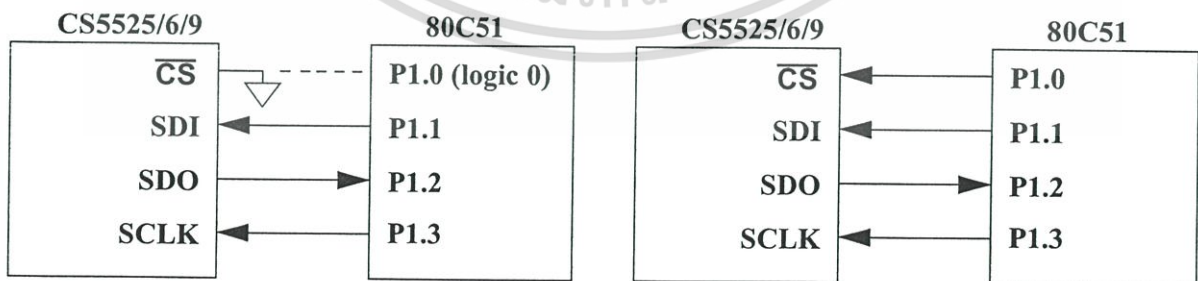 CS5525/6/9
80C51
CS5525/6/9
80C51
CS
P1.0 (logic 0)
SDI
P1.1
SDO
P1.2
SCLK
P1.3
CS
P1.0
SDI
P1.1
SDO
P1.2
SCLK
P1.3